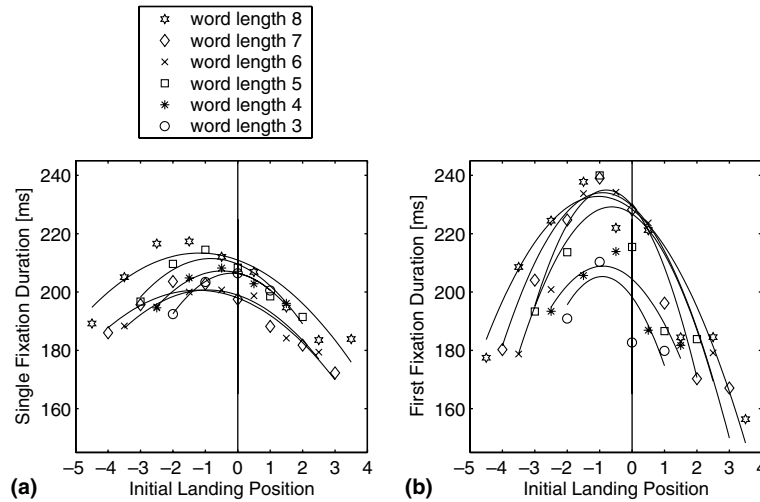 word length 8
word length 7
word length 6
word length 5
word length 4
word length 3
240
220
200
180
160
Single Fixation Duration [ms]
−5 −4 −3 −2 −1 0 1 2 3 4
(a) Initial Landing Position
240
220
200
180
160
First Fixation Duration [ms]
−5 −4 −3 −2 −1 0 1 2 3 4
(b) Initial Landing Position